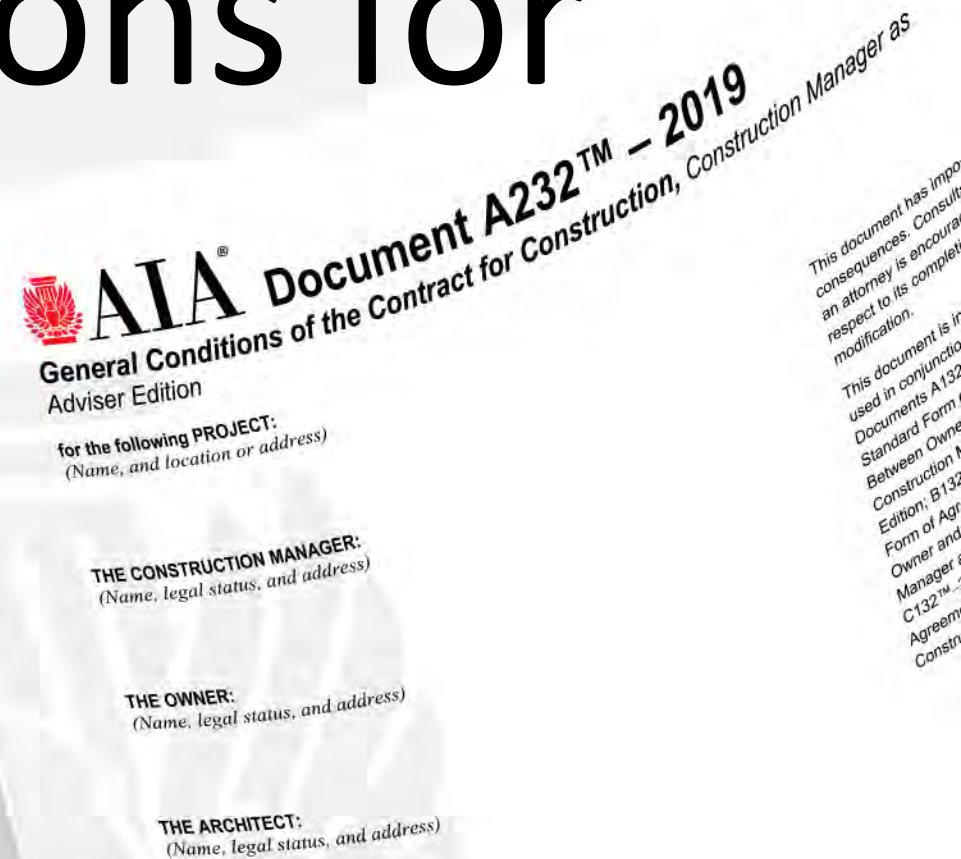 ons for
AIA® Document A232™ – 2019
General Conditions of the Contract for Construction, Construction Manager as
Adviser Edition
for the following PROJECT:
(Name, and location or address)
THE CONSTRUCTION MANAGER:
(Name, legal status, and address)
THE OWNER:
(Name, legal status, and address)
THE ARCHITECT:
(Name, legal status, and address)
This document has impo
consequences. Consult
an attorney is encoura
respect to its completi
modification.
This document is in
used in conjunctio
Documents A132
Standard Form
Between Owne
Construction
Edition; B132
Form of Agr
Owner and
Manager a
C132™–2
Agreeme
Constru